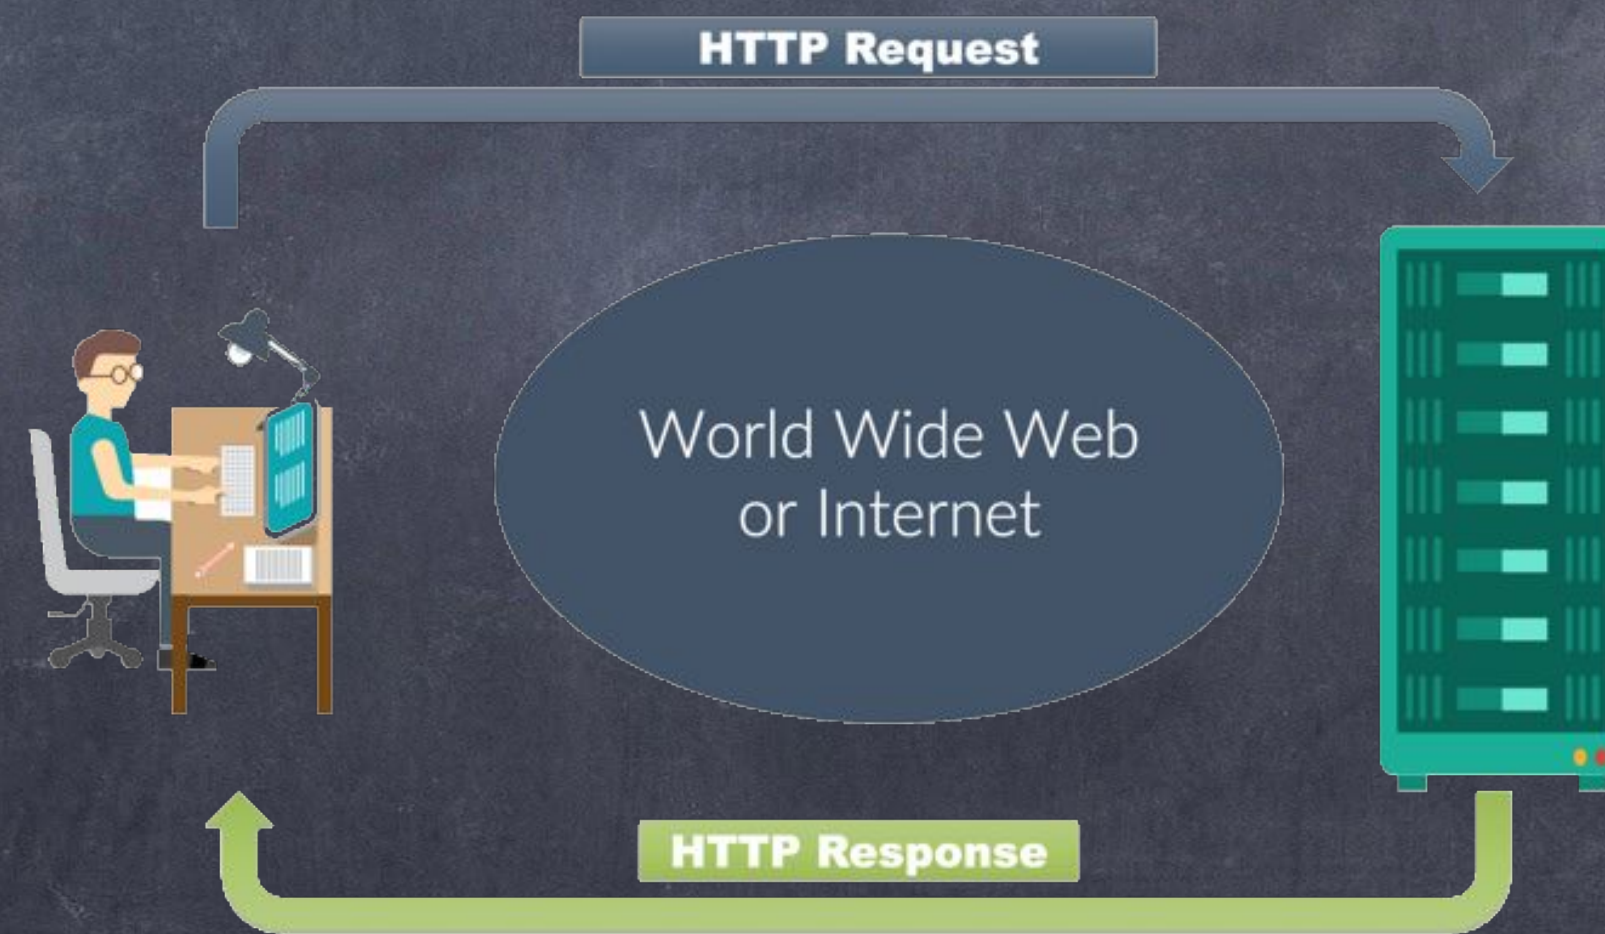 HTTP Request
World Wide Web
or Internet
HTTP Response